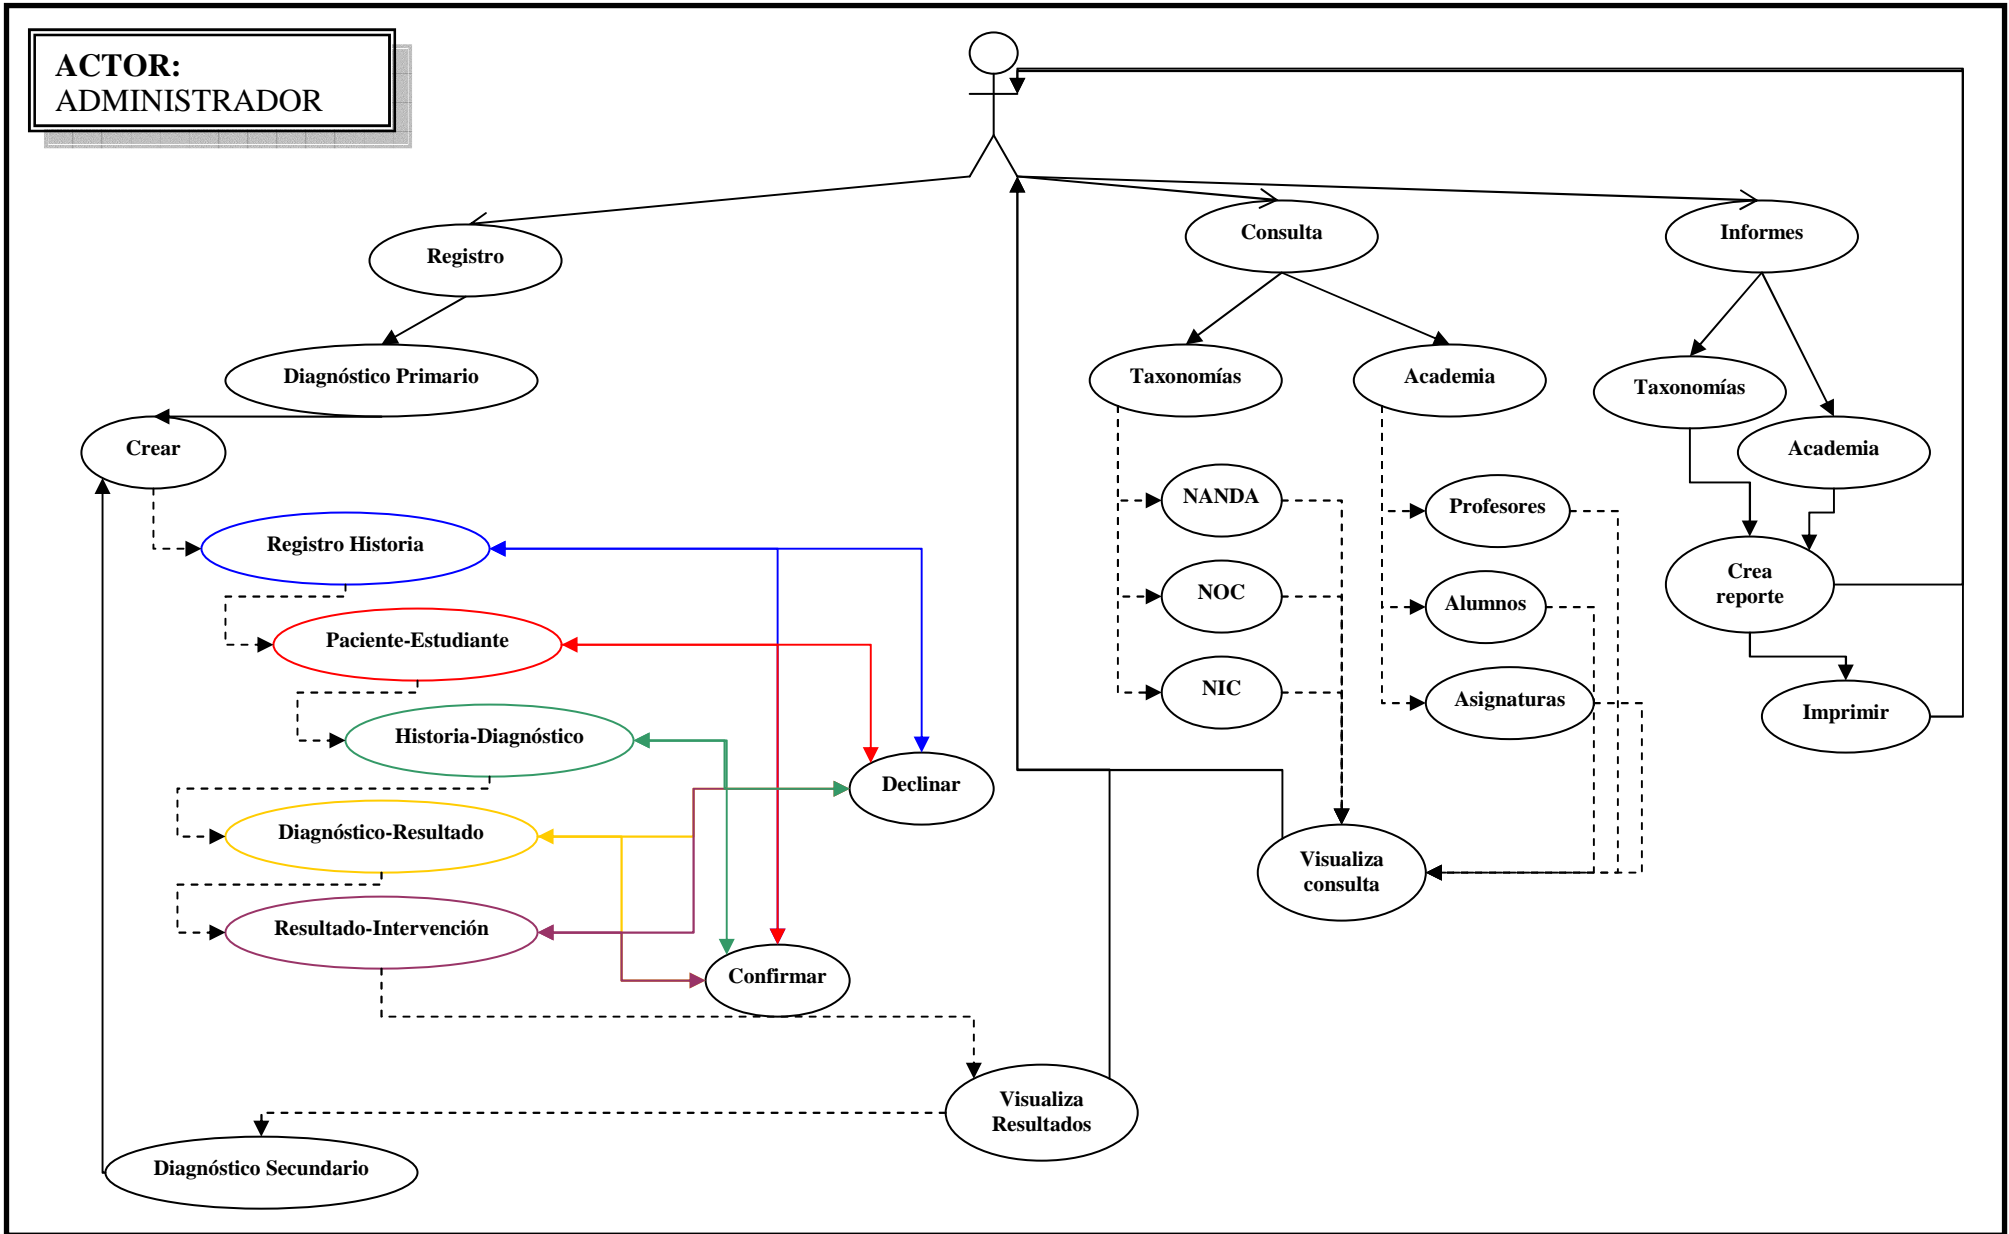 ACTOR:
ADMINISTRADOR
Registro
Consulta
Informes
Diagnóstico Primario
Taxonomías
Academia
Taxonomías
Academia
Crear
NANDA
Profesores
Registro Historia
Crea
reporte
NOC
Alumnos
Paciente-Estudiante
NIC
Asignaturas
Imprimir
Historia-Diagnóstico
Declinar
Diagnóstico-Resultado
Visualiza
consulta
Resultado-Intervención
Confirmar
Visualiza
Resultados
Diagnóstico Secundario